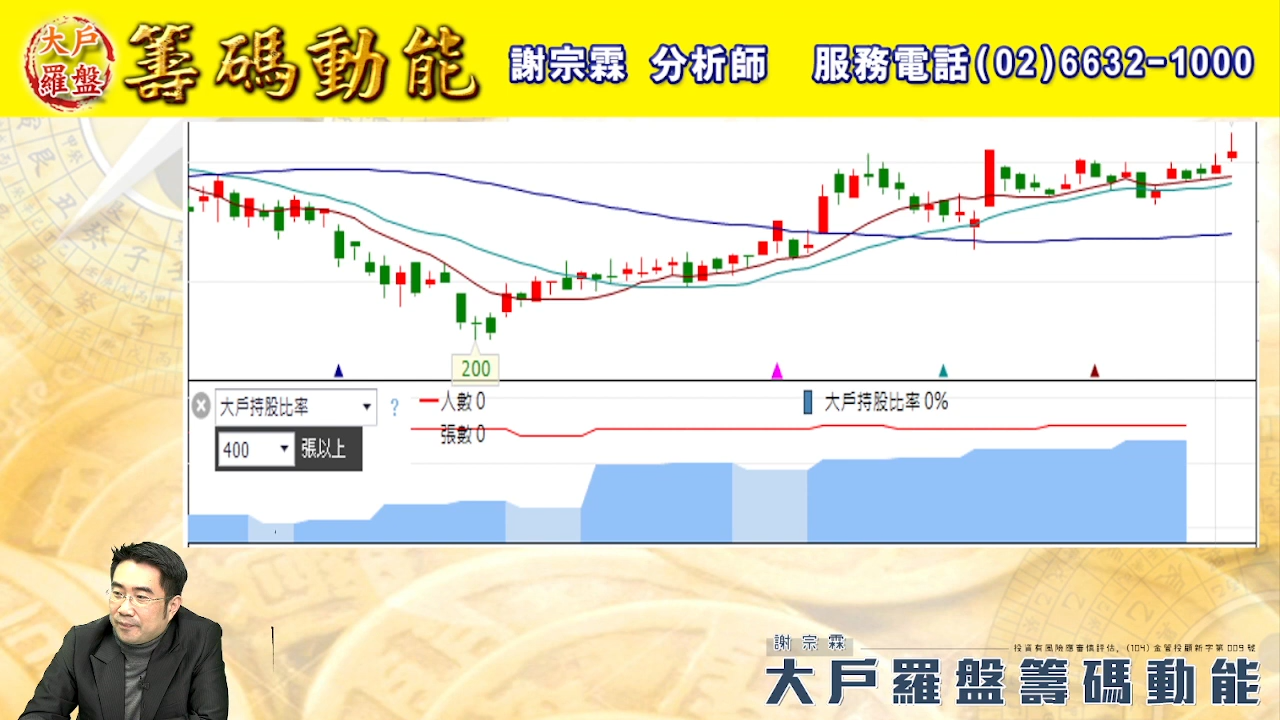 大戶
羅盤
籌碼動能
謝宗霖 分析師 服務電話(02)6632-1000
200
大戶持股比率
?
人數 0
大戶持股比率 0%
400
張以上
張數 0
謝宗霖
投資有風險應審慎評估, (104)金管投顧新字第009號
大戶羅盤籌碼動能